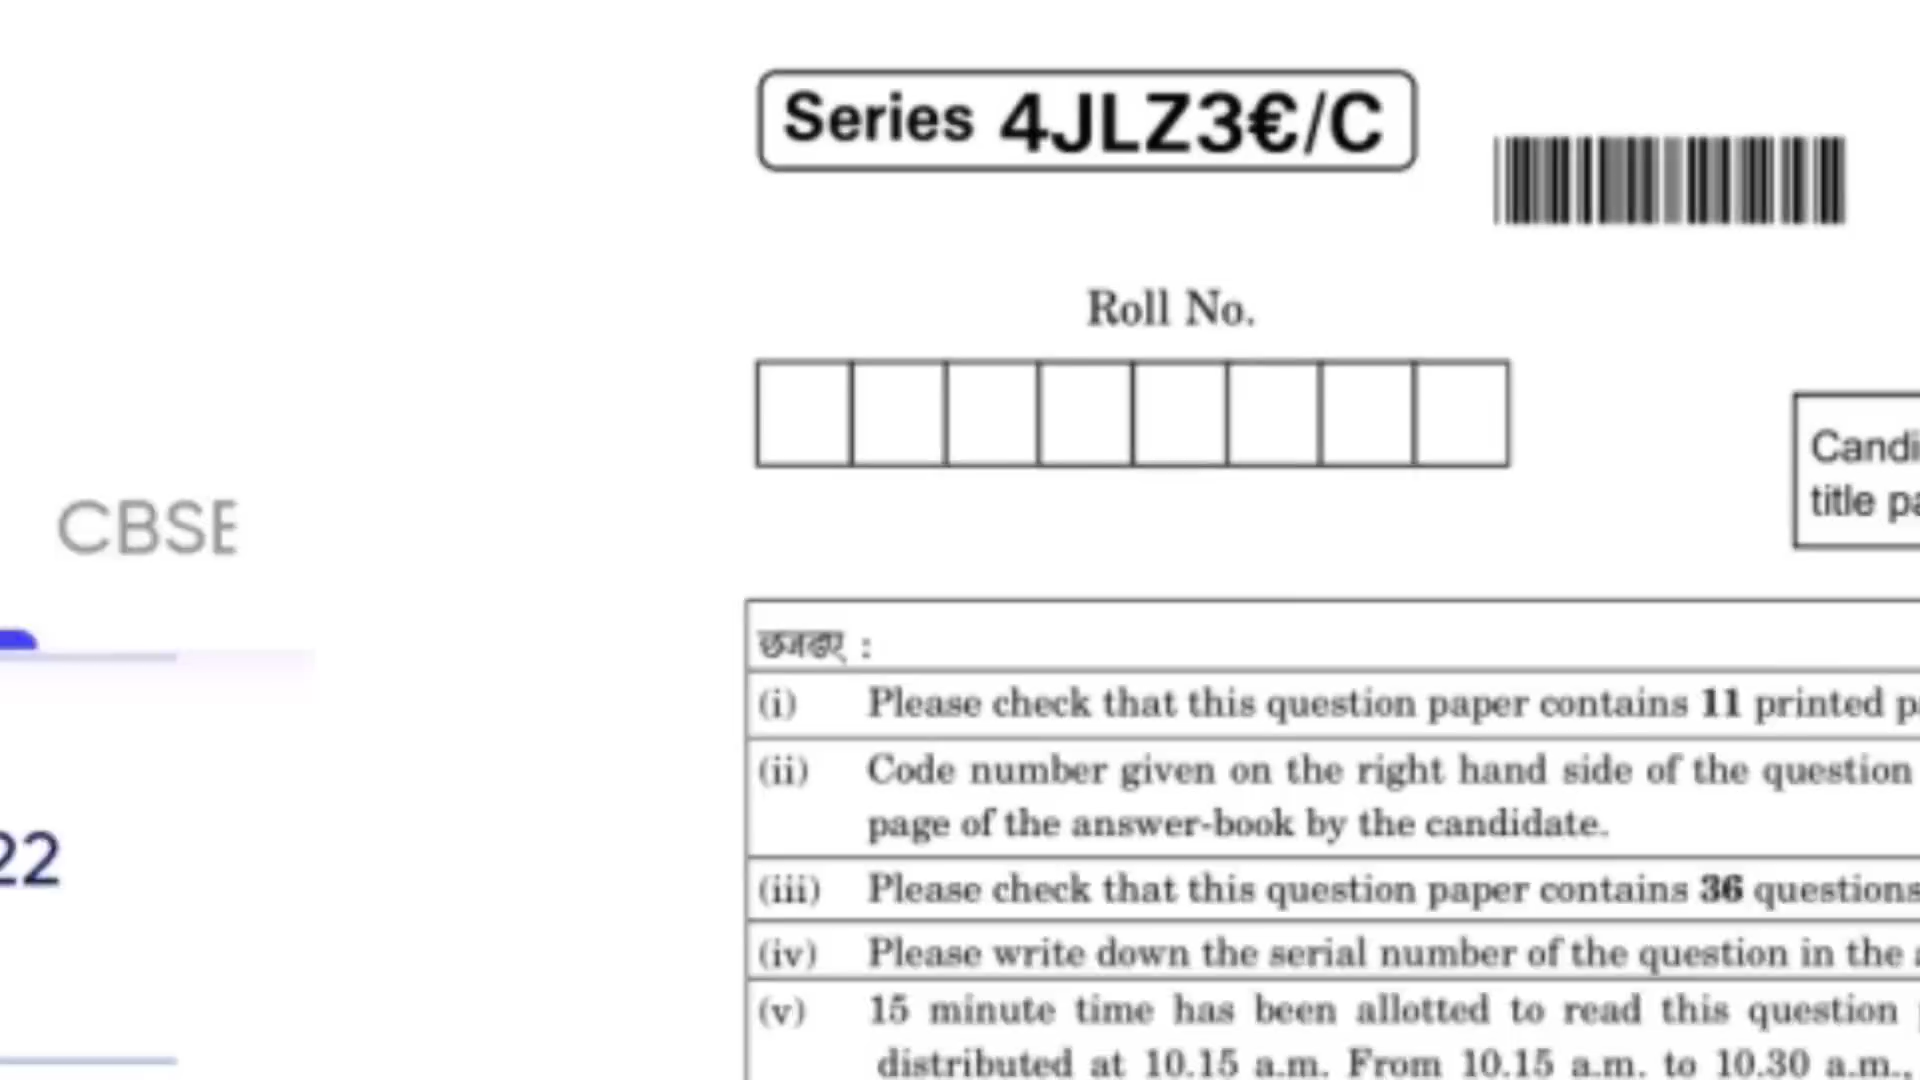 Series 4JLZ3€/C
Roll No.
Candi
title pa
CBSE
22
छजडए :
(i) Please check that this question paper contains 11 printed pa
(ii) Code number given on the right hand side of the question
page of the answer-book by the candidate.
(iii) Please check that this question paper contains 36 questions
(iv) Please write down the serial number of the question in the a
(v) 15 minute time has been allotted to read this question p
distributed at 10.15 a.m. From 10.15 a.m. to 10.30 a.m.,